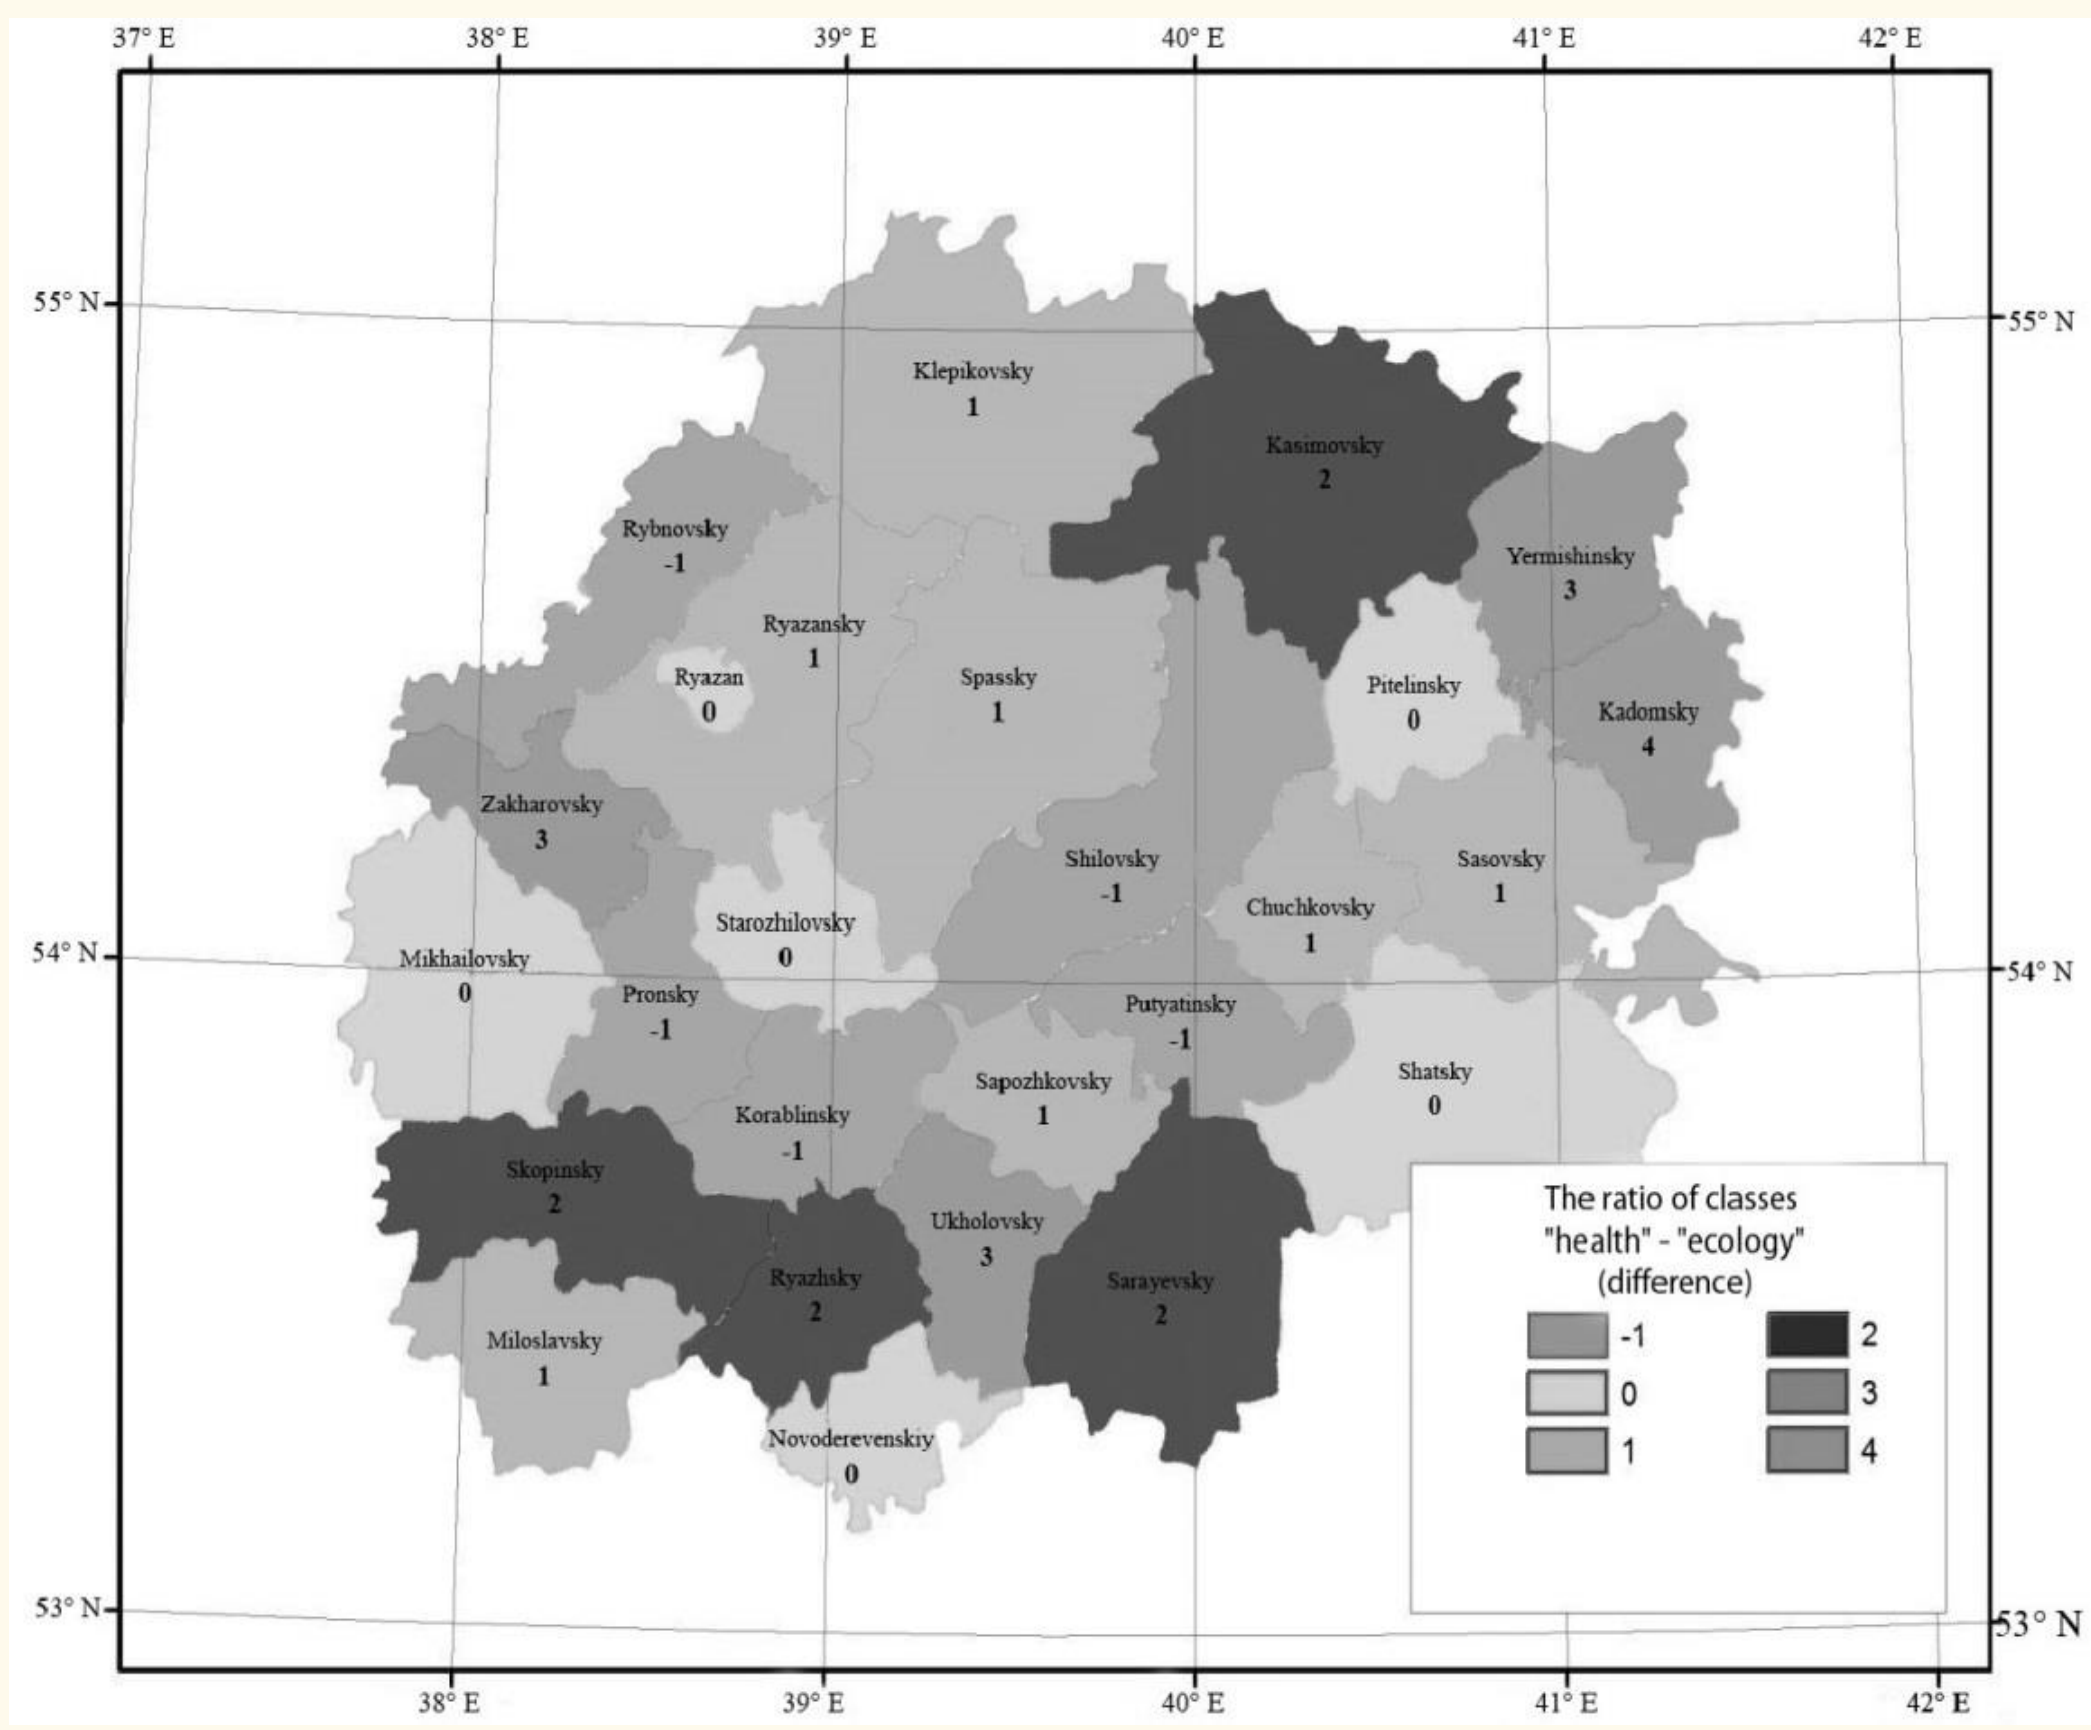 37° E 38° E 39° E 40° E 41° E 42° E
55° N
55° N
Klepikovsky
1
Kasimovsky
2
Rybnovsky
-1
Yermishinsky
3
Ryazansky
1
Ryazan
0
Spassky
1
Pitelinsky
0
Kadomsky
4
Zakharovsky
3
Shilovsky
-1
Sasovsky
1
Chuchkovsky
1
Starozhilovsky
0
54° N
54° N
Mikhailovsky
0
Pronsky
-1
Putyatinsky
-1
Shatsky
0
Sapozhkovsky
1
Korablinsky
-1
Skopinsky
2
Ukholovsky
3
Ryazhsky
2
Sarayevsky
2
Miloslavsky
1
Novoderevenskiy
0
The ratio of classes
"health" - "ecology"
(difference)
-1 2
0 3
1 4
53° N
53° N
38° E 39° E 40° E 41° E 42° E